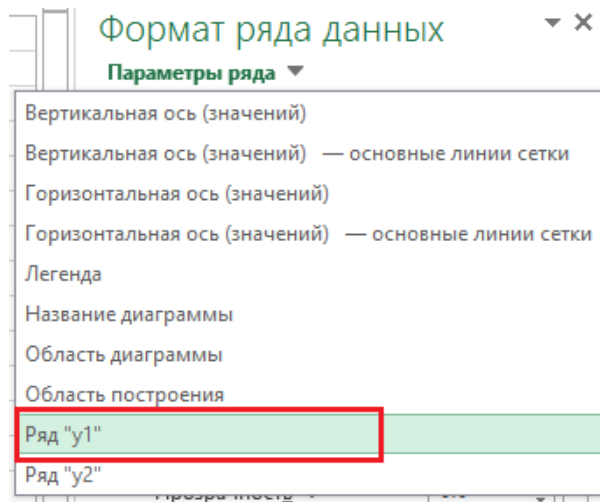 Формат ряда данных
Параметры ряда
Вертикальная ось (значений)
Вертикальная ось (значений) — основные линии сетки
Горизонтальная ось (значений)
Горизонтальная ось (значений) — основные линии сетки
Легенда
Название диаграммы
Область диаграммы
Область построения
Ряд "y1"
Ряд "y2"